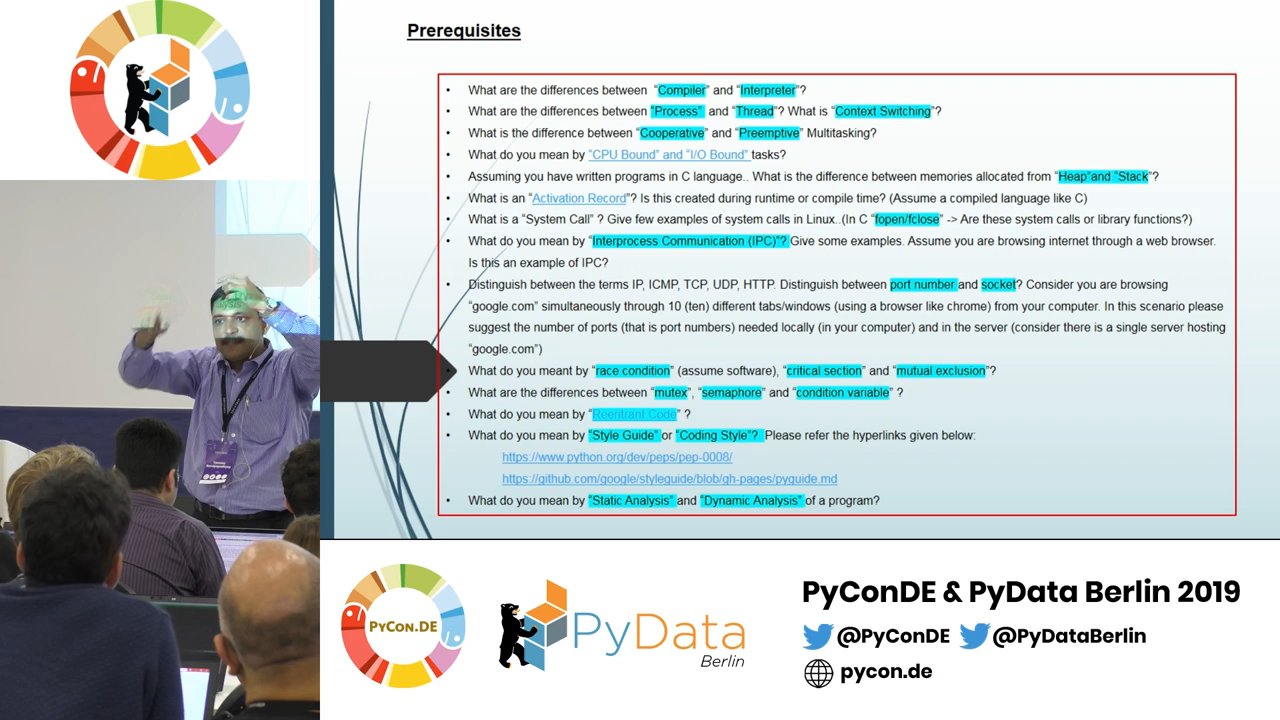 Prerequisites
• What are the differences between “Compiler” and “Interpreter”?
• What are the differences between “Process” and “Thread”? What is “Context Switching”?
• What is the difference between “Cooperative” and “Preemptive” Multitasking?
• What do you mean by “CPU Bound” and “I/O Bound” tasks?
• Assuming you have written programs in C language.. What is the difference between memories allocated from “Heap”and “Stack”?
• What is an “Activation Record”? Is this created during runtime or compile time? (Assume a compiled language like C)
• What is a “System Call” ? Give few examples of system calls in Linux..(In C “fopen/fclose” -> Are these system calls or library functions?)
• What do you mean by “Interprocess Communication (IPC)”? Give some examples. Assume you are browsing internet through a web browser.
Is this an example of IPC?
• Distinguish between the terms IP, ICMP, TCP, UDP, HTTP. Distinguish between port number and socket? Consider you are browsing
“google.com” simultaneously through 10 (ten) different tabs/windows (using a browser like chrome) from your computer. In this scenario please
suggest the number of ports (that is port numbers) needed locally (in your computer) and in the server (consider there is a single server hosting
“google.com”)
• What do you meant by “race condition” (assume software), “critical section” and “mutual exclusion”?
• What are the differences between “mutex”, “semaphore” and “condition variable” ?
• What do you mean by “Reentrant Code” ?
• What do you mean by “Style Guide” or “Coding Style”? Please refer the hyperlinks given below:
https://www.python.org/dev/peps/pep-0008/
https://github.com/google/styleguide/blob/gh-pages/pyguide.md
• What do you mean by “Static Analysis” and “Dynamic Analysis” of a program?
PyCon.DE
PyData
Berlin
PyConDE & PyData Berlin 2019
@PyConDE @PyDataBerlin
pycon.de